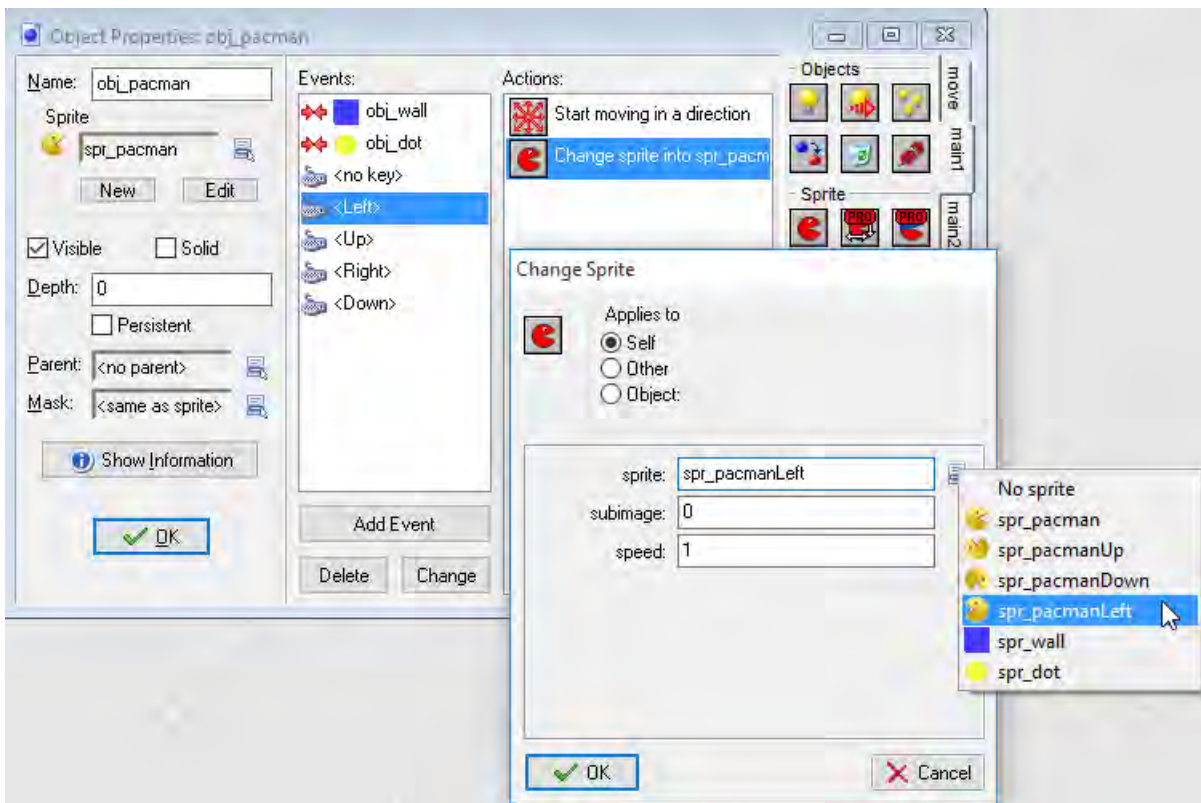 Object Properties: obj_pacman
Name: obj_pacman
Sprite
spr_pacman
New Edit
Visible Solid
Depth: 0
Persistent
Parent: <no parent>
Mask: <same as sprite>
Show Information
OK
Events:
obj_wall
obj_dot
<no key>
<Left>
<Up>
<Right>
<Down>
Add Event
Delete Change
Actions:
Start moving in a direction
Change sprite into spr_pacm
Objects
Sprite
PRO PRO
move
main1
main2
Change Sprite
Applies to
Self
Other
Object:
sprite: spr_pacmanLeft
subimage: 0
speed: 1
OK Cancel
No sprite
spr_pacman
spr_pacmanUp
spr_pacmanDown
spr_pacmanLeft
spr_wall
spr_dot